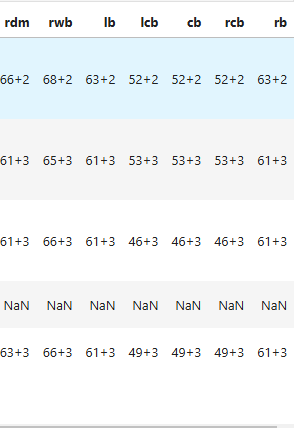 rdm rwb lb lcb cb rcb rb
66+2 68+2 63+2 52+2 52+2 52+2 63+2
61+3 65+3 61+3 53+3 53+3 53+3 61+3
61+3 66+3 61+3 46+3 46+3 46+3 61+3
NaN NaN NaN NaN NaN NaN NaN
63+3 66+3 61+3 49+3 49+3 49+3 61+3